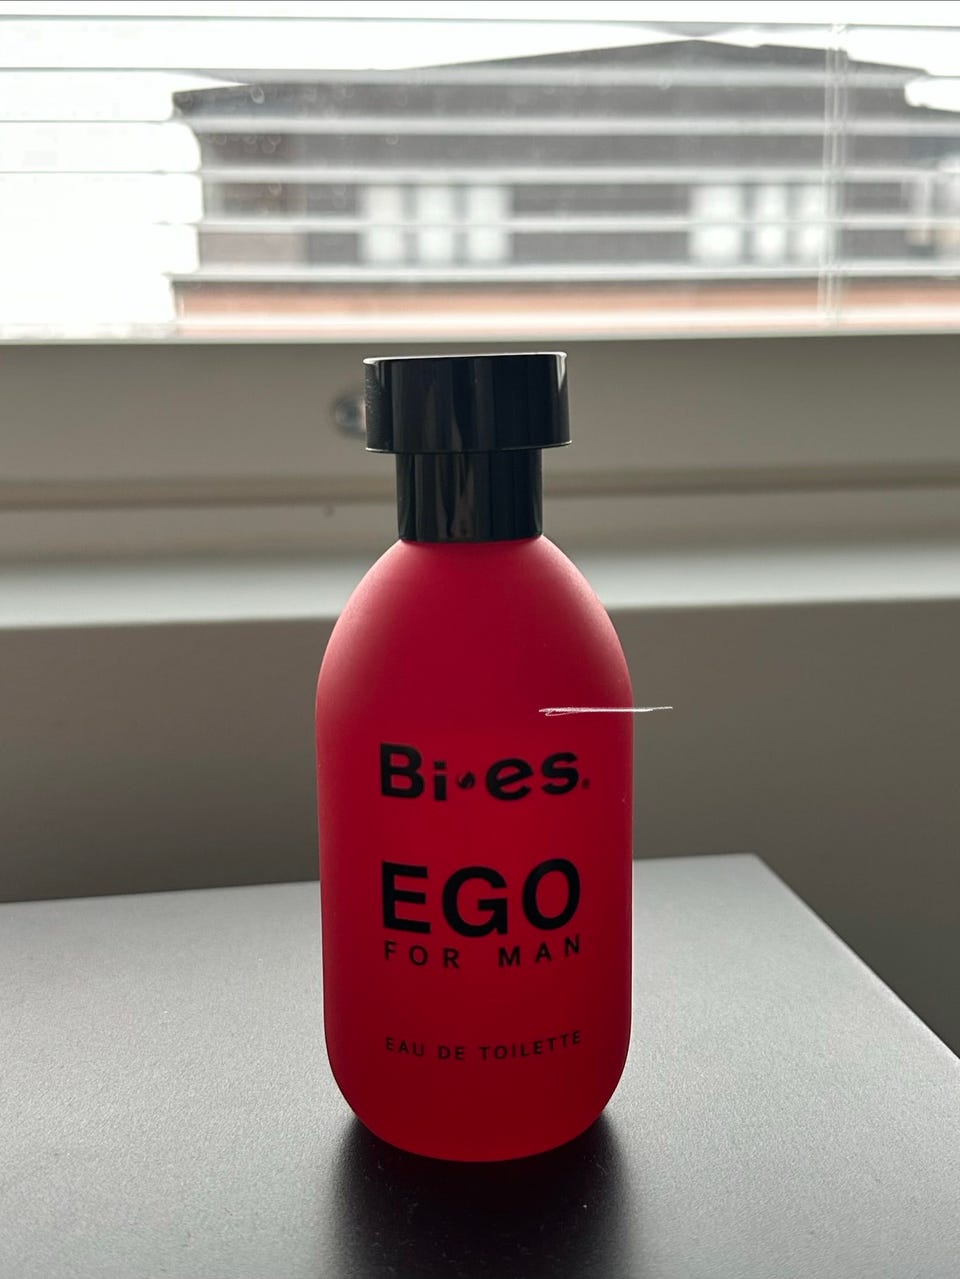 Bi-es.
EGO
FOR MAN
EAU DE TOILETTE